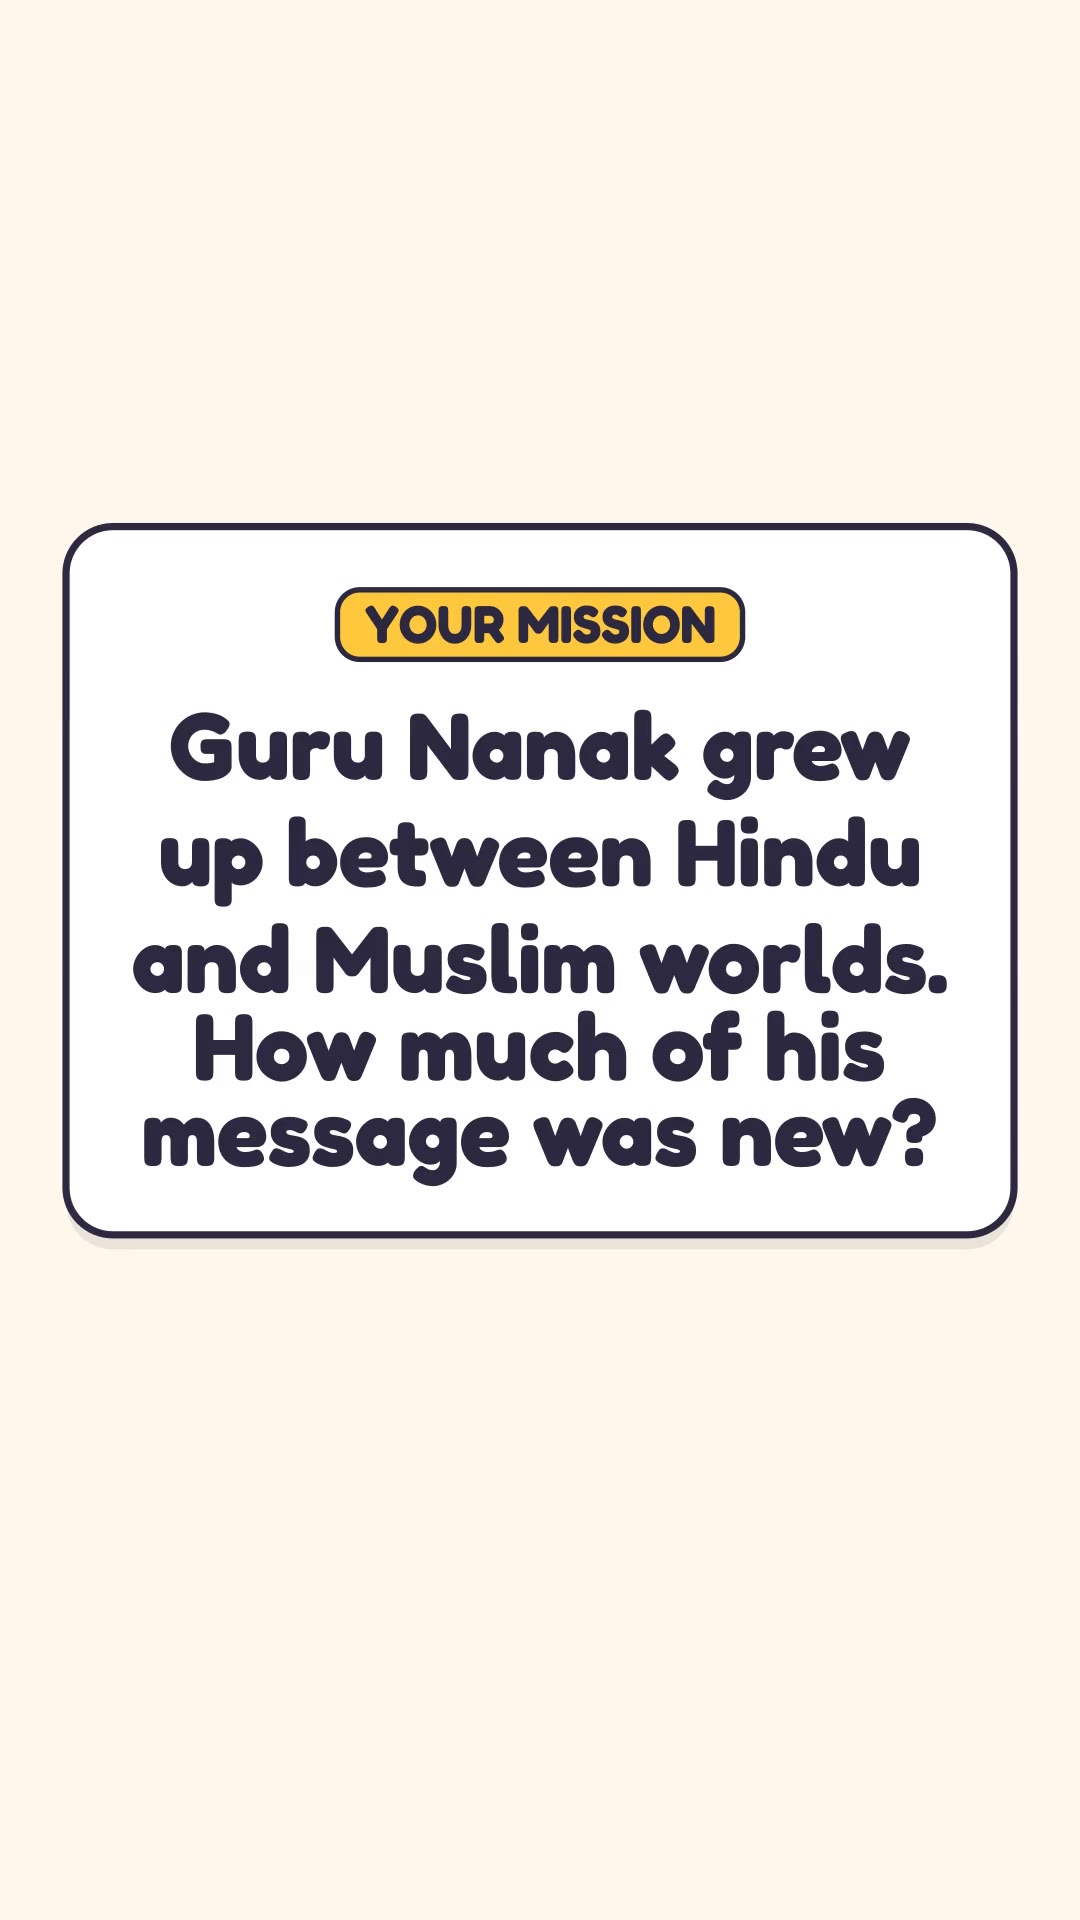 YOUR MISSION
Guru Nanak grew
up between Hindu
and Muslim worlds.
How much of his
message was new?